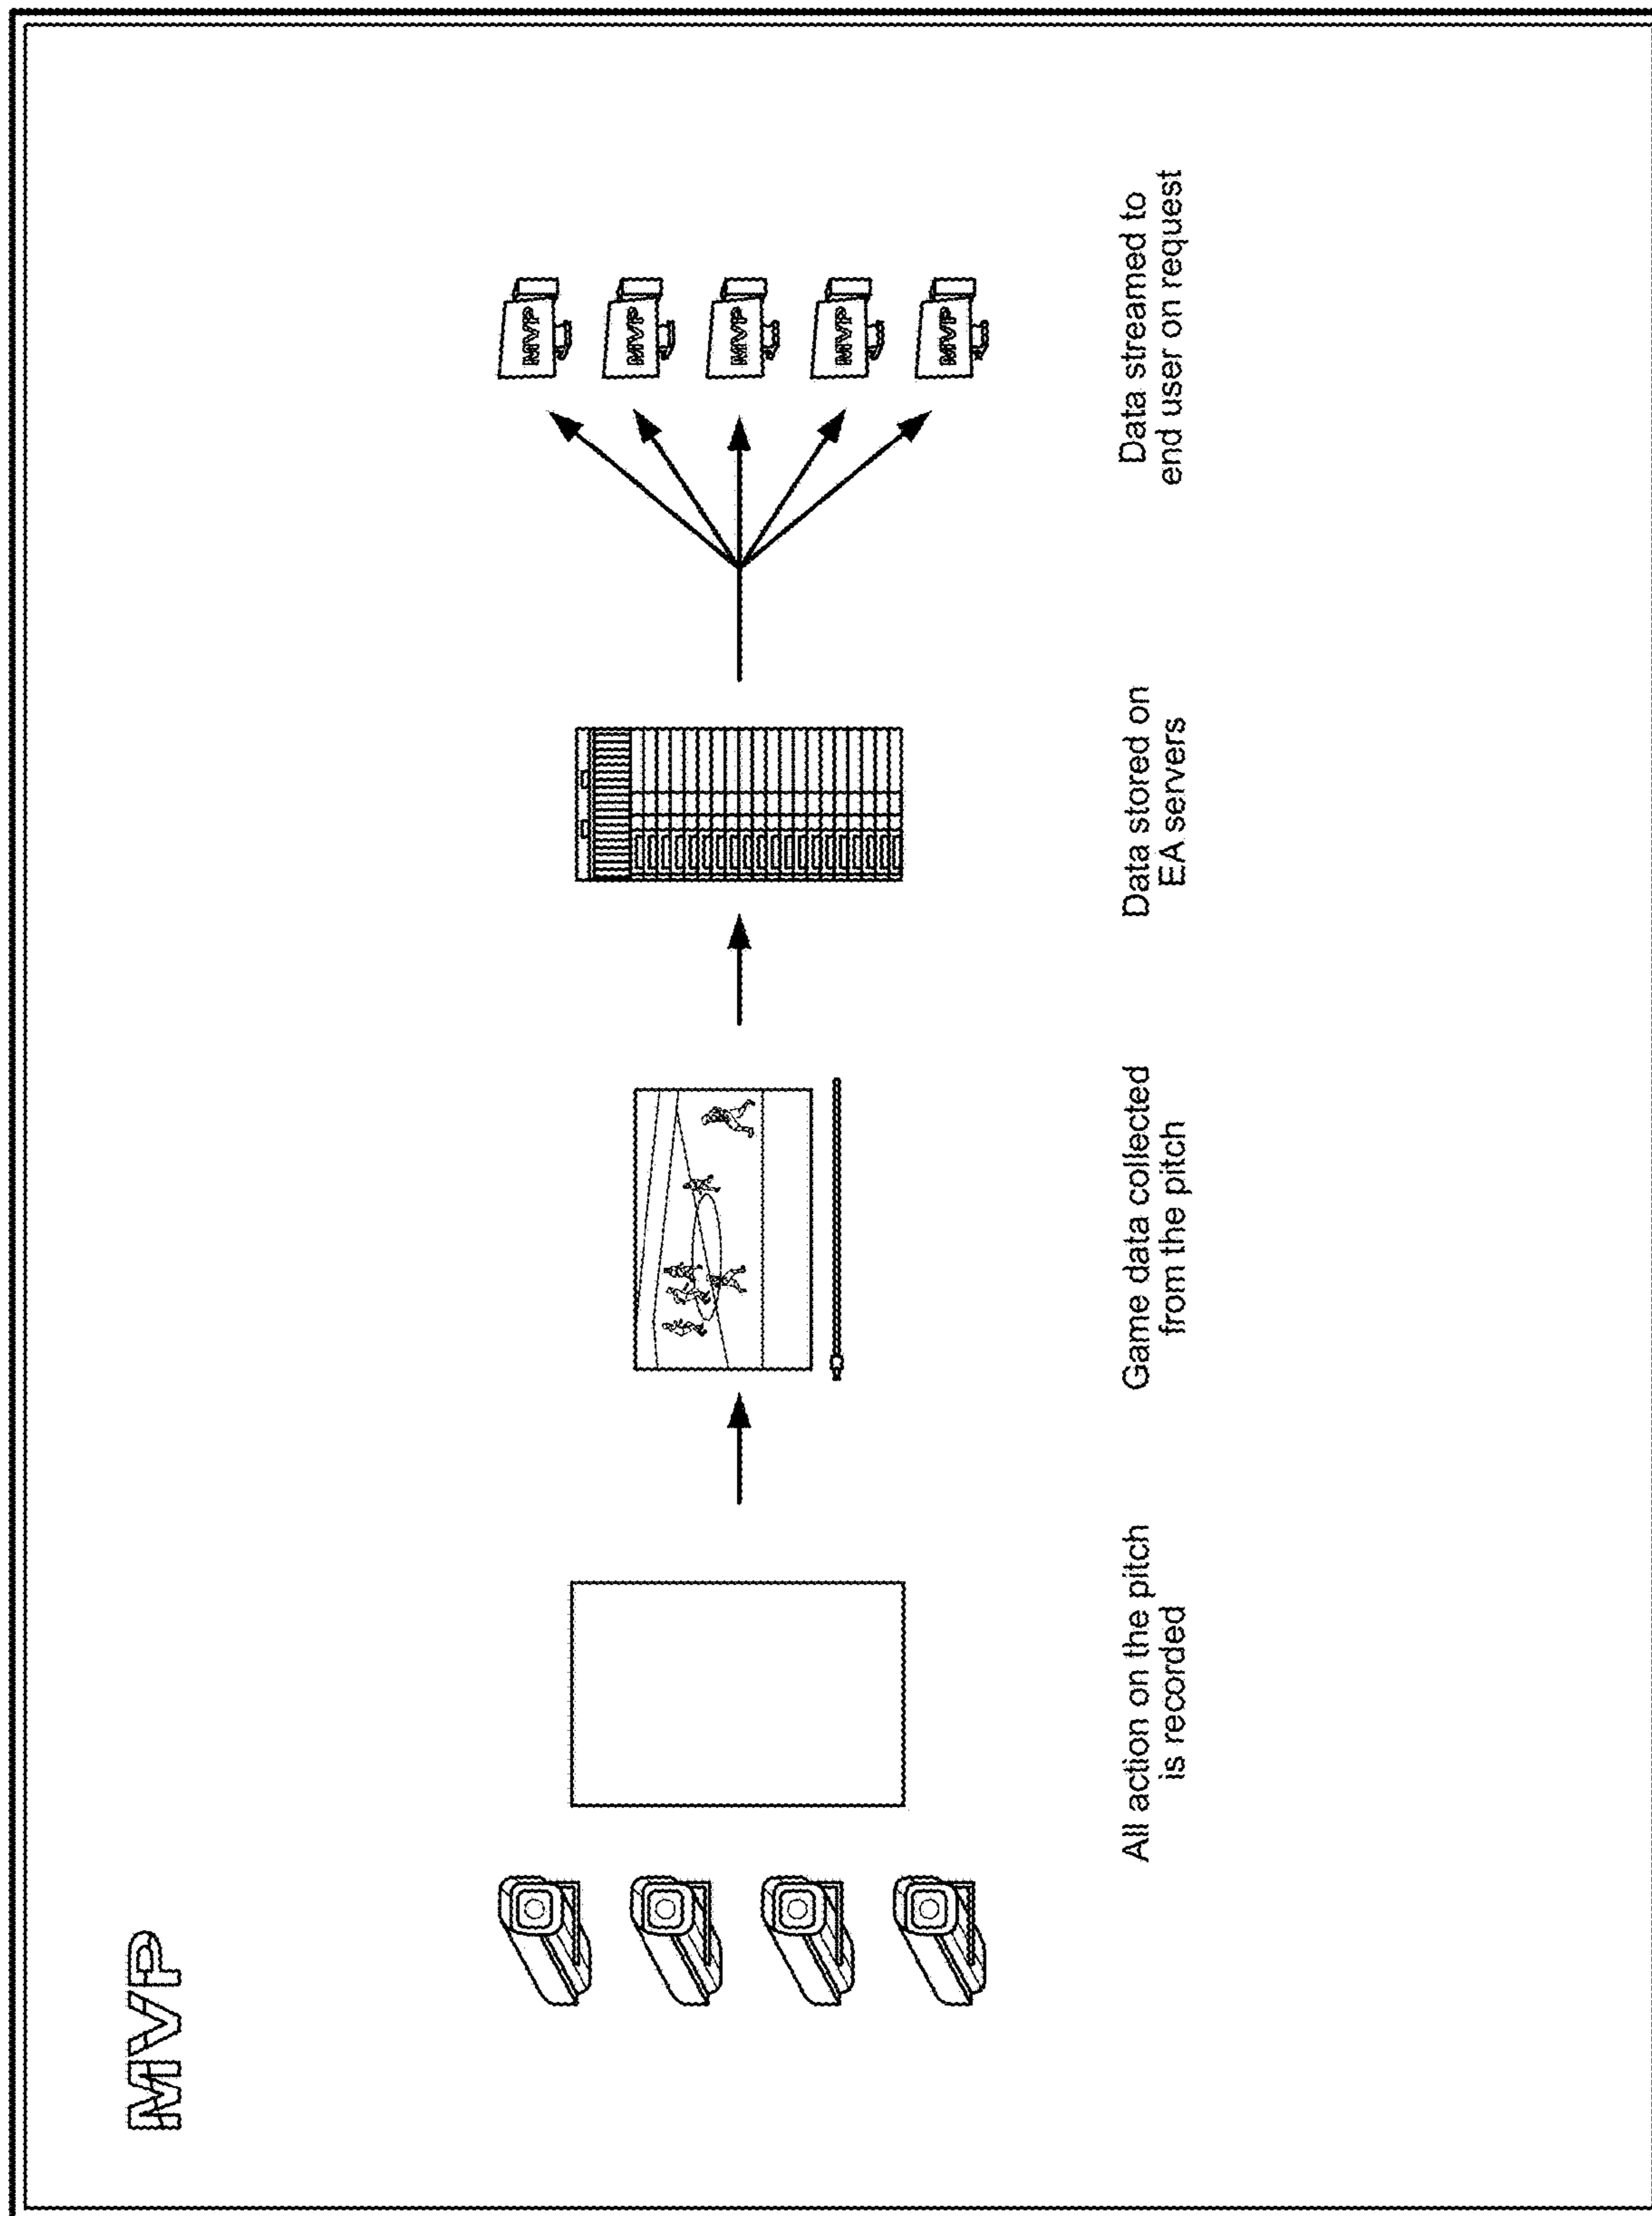 MVP
MVP
MVP
MVP
MVP
MVP
All action on the pitch
is recorded
Game data collected
from the pitch
Data stored on
EA servers
Data streamed to
end user on request